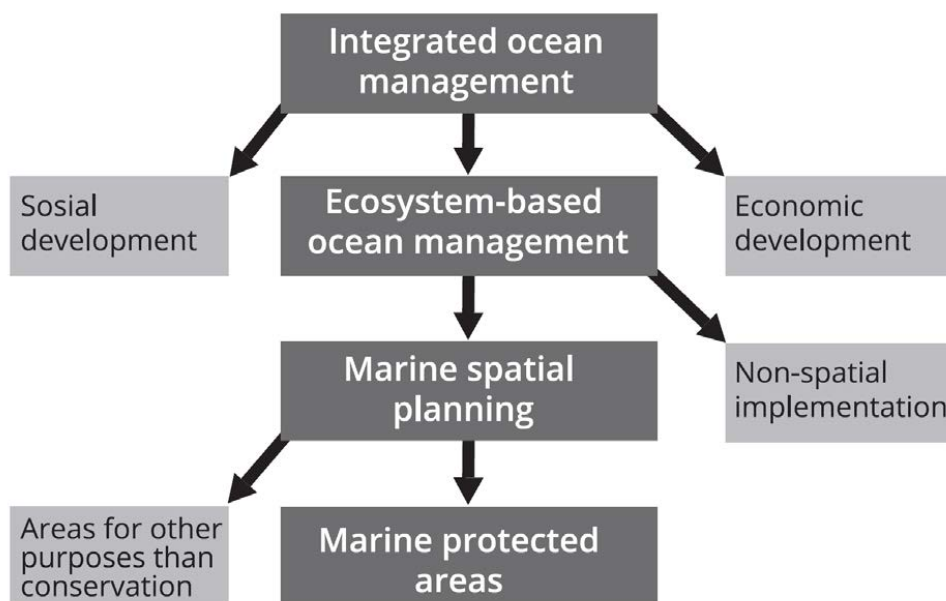 Integrated ocean
management
Sosial
development
Ecosystem-based
ocean management
Economic
development
Marine spatial
planning
Non-spatial
implementation
Areas for other
purposes than
conservation
Marine protected
areas